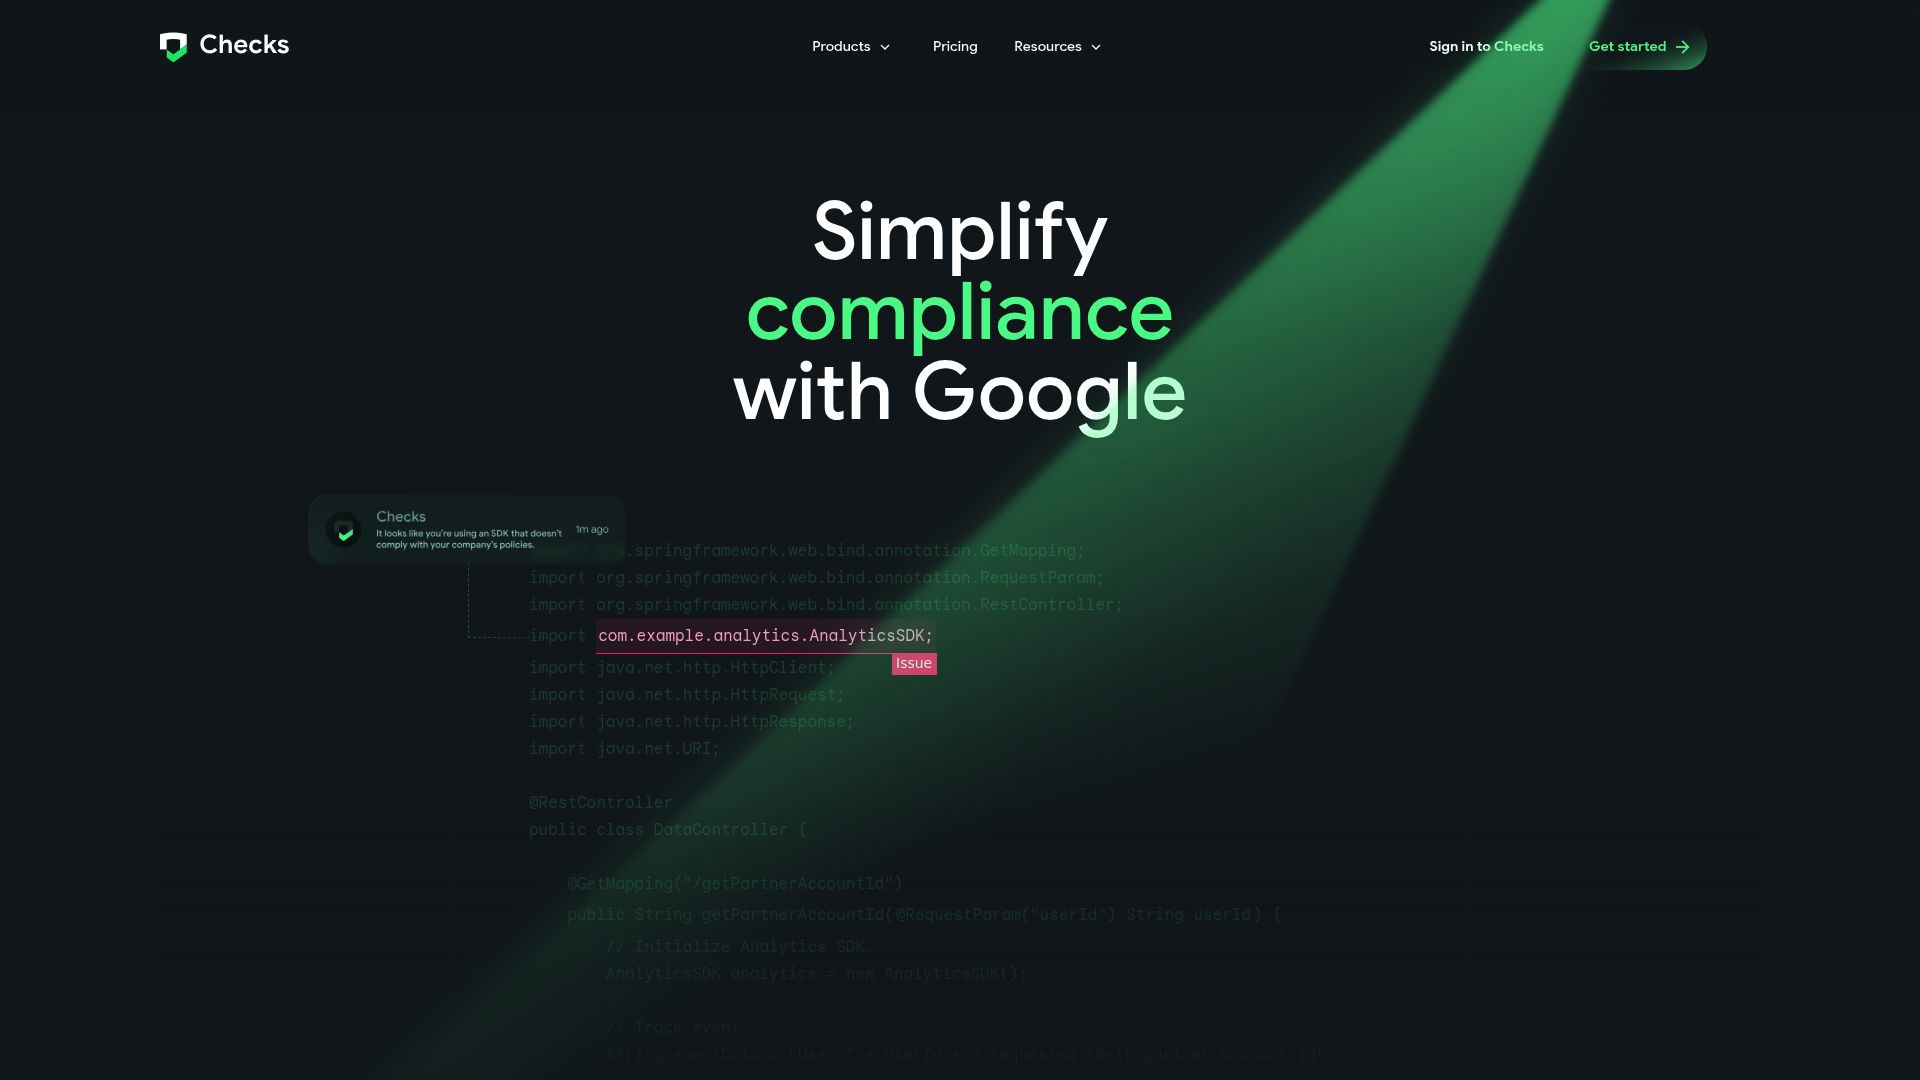 Checks
Products
Pricing
Resources
Sign in to Checks
Get started
Simplify
compliance
with Google
Checks
It looks like you're using an SDK that doesn't
comply with your company's policies.
1m ago
.springframework.web.bind.annotation.GetMapping;
import org.springframework.web.bind.annotation.RequestParam;
import org.springframework.web.bind.annotation.RestController;
import com.example.analytics.AnalyticsSDK;
Issue
import java.net.http.HttpClient;
import java.net.http.HttpRequest;
import java.net.http.HttpResponse;
import java.net.URI;
@RestController
public class DataController {
@GetMapping("/getPartnerAccountId")
public String getPartnerAccountId(@RequestParam("userId") String userId) {
// Initialize Analytics SDK.
AnalyticsSDK analytics = new AnalyticsSDK();
// Track event.
String eventData = "User " + userId + " requested their partner account id";